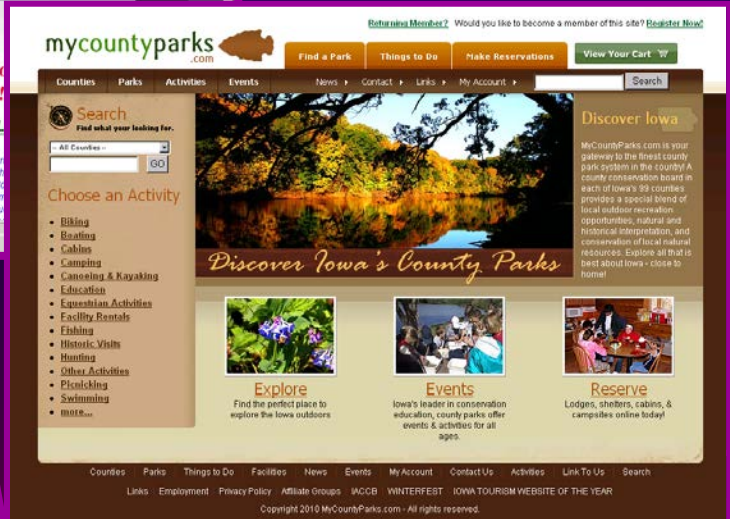 Returning Member? Would you like to become a member of this site? Register Now!
mycountyparks
.com
Find a Park Things to Do Make Reservations View Your Cart
Counties Parks Activities Events News Contact Links My Account Search
Search
Find what your looking for.
-- All Counties --
GO
Choose an Activity
Biking
Boating
Cabins
Camping
Canoeing & Kayaking
Education
Equestrian Activities
Facility Rentals
Fishing
Historic Visits
Hunting
Other Activities
Picnicking
Swimming
more...
Discover Iowa's County Parks
Discover Iowa
MyCountyParks.com is your
gateway to the finest county
park system in the country! A
county conservation board in
each of Iowa's 99 counties
provides a special blend of
local outdoor recreation
opportunities, natural and
historical interpretation, and
conservation of local natural
resources. Explore all that is
best about Iowa - close to
home!
Explore
Find the perfect place to
explore the Iowa outdoors
Events
Iowa's leader in conservation
education, county parks offer
events & activities for all
ages.
Reserve
Lodges, shelters, cabins, &
campsites online today!
Counties Parks Things to Do Facilities News Events My Account Contact Us Activities Link To Us Search
Links Employment Privacy Policy Affiliate Groups IACCB WINTERFEST IOWA TOURISM WEBSITE OF THE YEAR
Copyright 2010 MyCountyParks.com - All rights reserved.